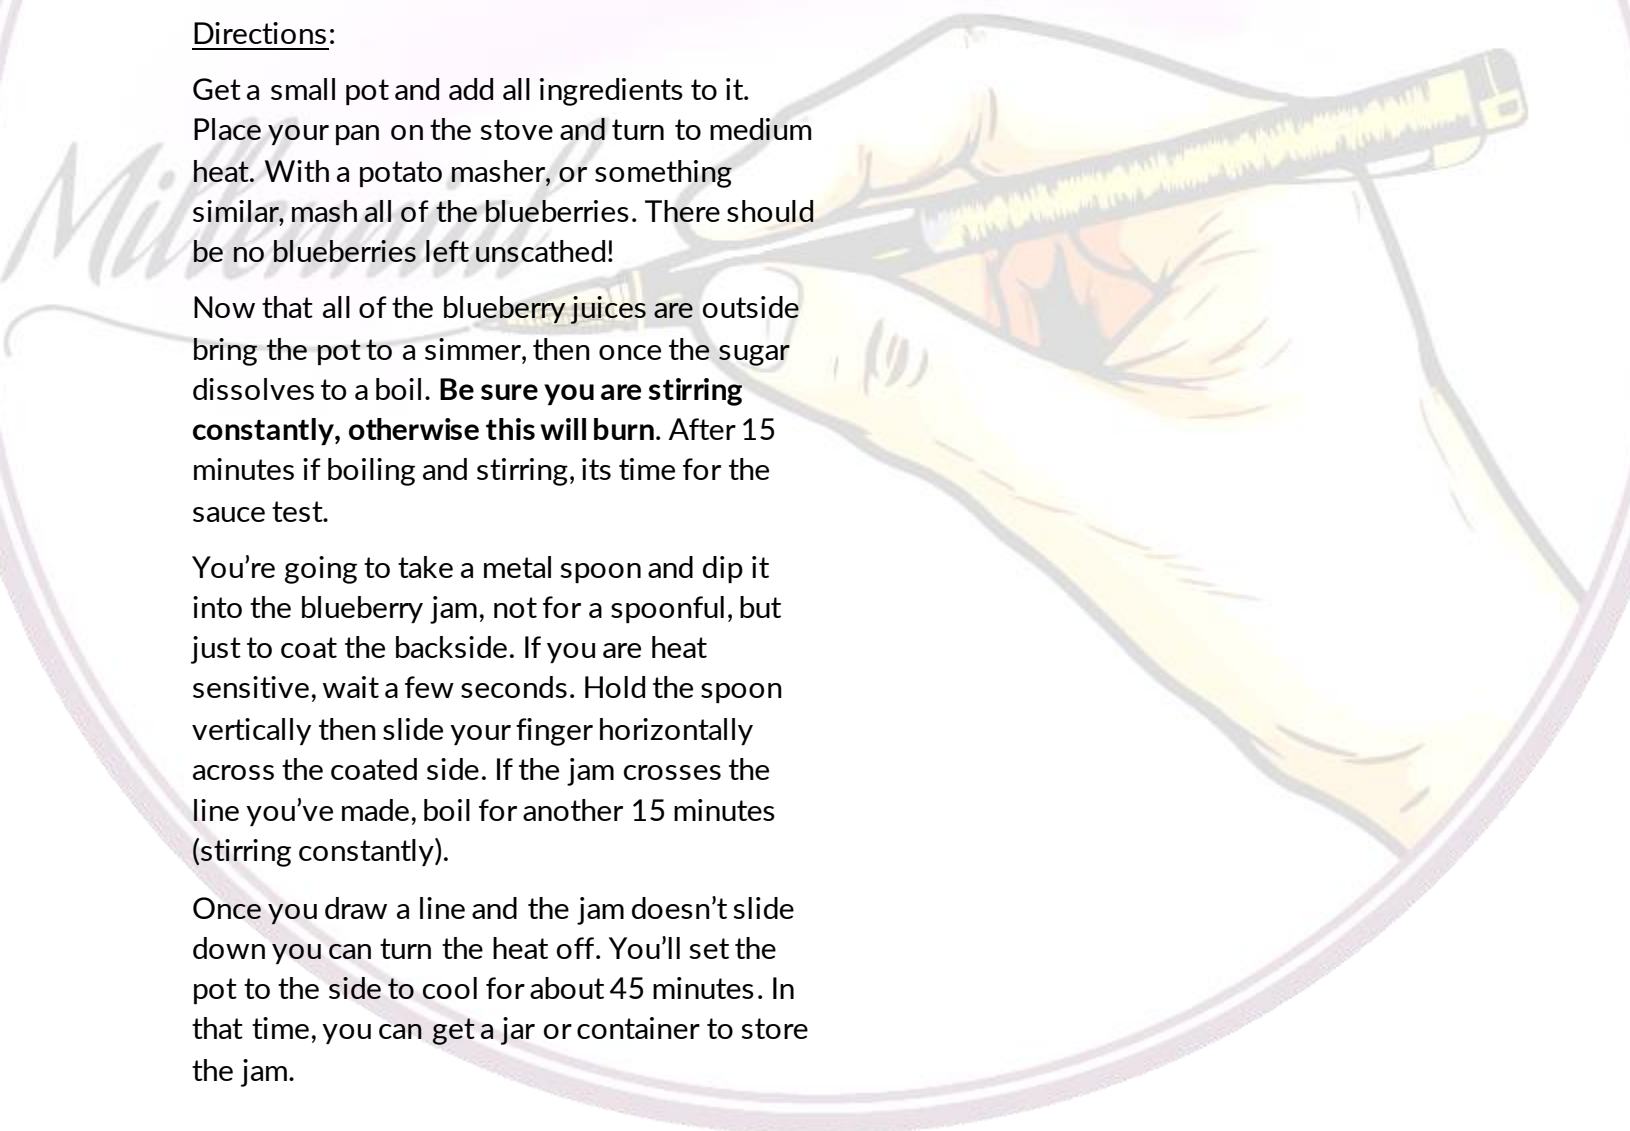 Directions:
Get a small pot and add all ingredients to it.
Place your pan on the stove and turn to medium
heat. With a potato masher, or something
similar, mash all of the blueberries. There should
be no blueberries left unscathed!
Now that all of the blueberry juices are outside
bring the pot to a simmer, then once the sugar
dissolves to a boil. Be sure you are stirring
constantly, otherwise this will burn. After 15
minutes if boiling and stirring, its time for the
sauce test.
You’re going to take a metal spoon and dip it
into the blueberry jam, not for a spoonful, but
just to coat the backside. If you are heat
sensitive, wait a few seconds. Hold the spoon
vertically then slide your finger horizontally
across the coated side. If the jam crosses the
line you’ve made, boil for another 15 minutes
(stirring constantly).
Once you draw a line and the jam doesn’t slide
down you can turn the heat off. You’ll set the
pot to the side to cool for about 45 minutes. In
that time, you can get a jar or container to store
the jam.
Millennial